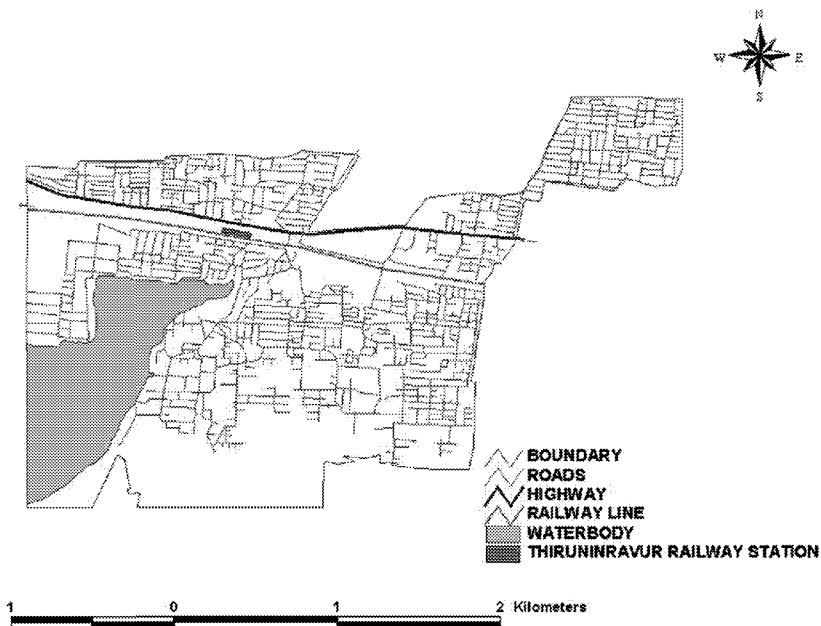 N
W E
S
BOUNDARY
ROADS
HIGHWAY
RAILWAY LINE
WATERBODY
THIRUNINRAVUR RAILWAY STATION
1 0 1 2 Kilometers